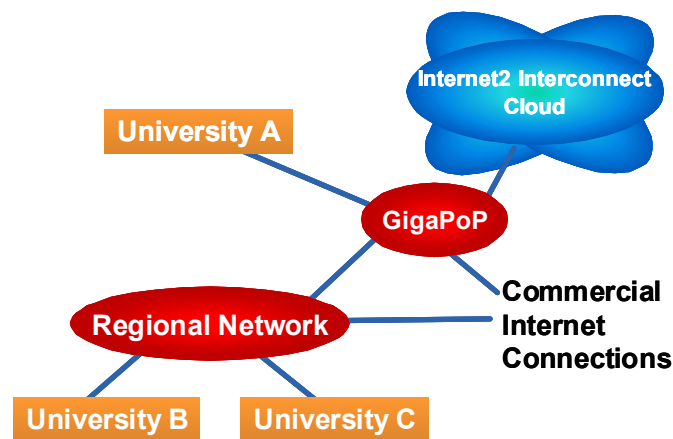 Internet2 Interconnect
Cloud
University A
GigaPoP
Commercial
Internet
Connections
Regional Network
University B
University C